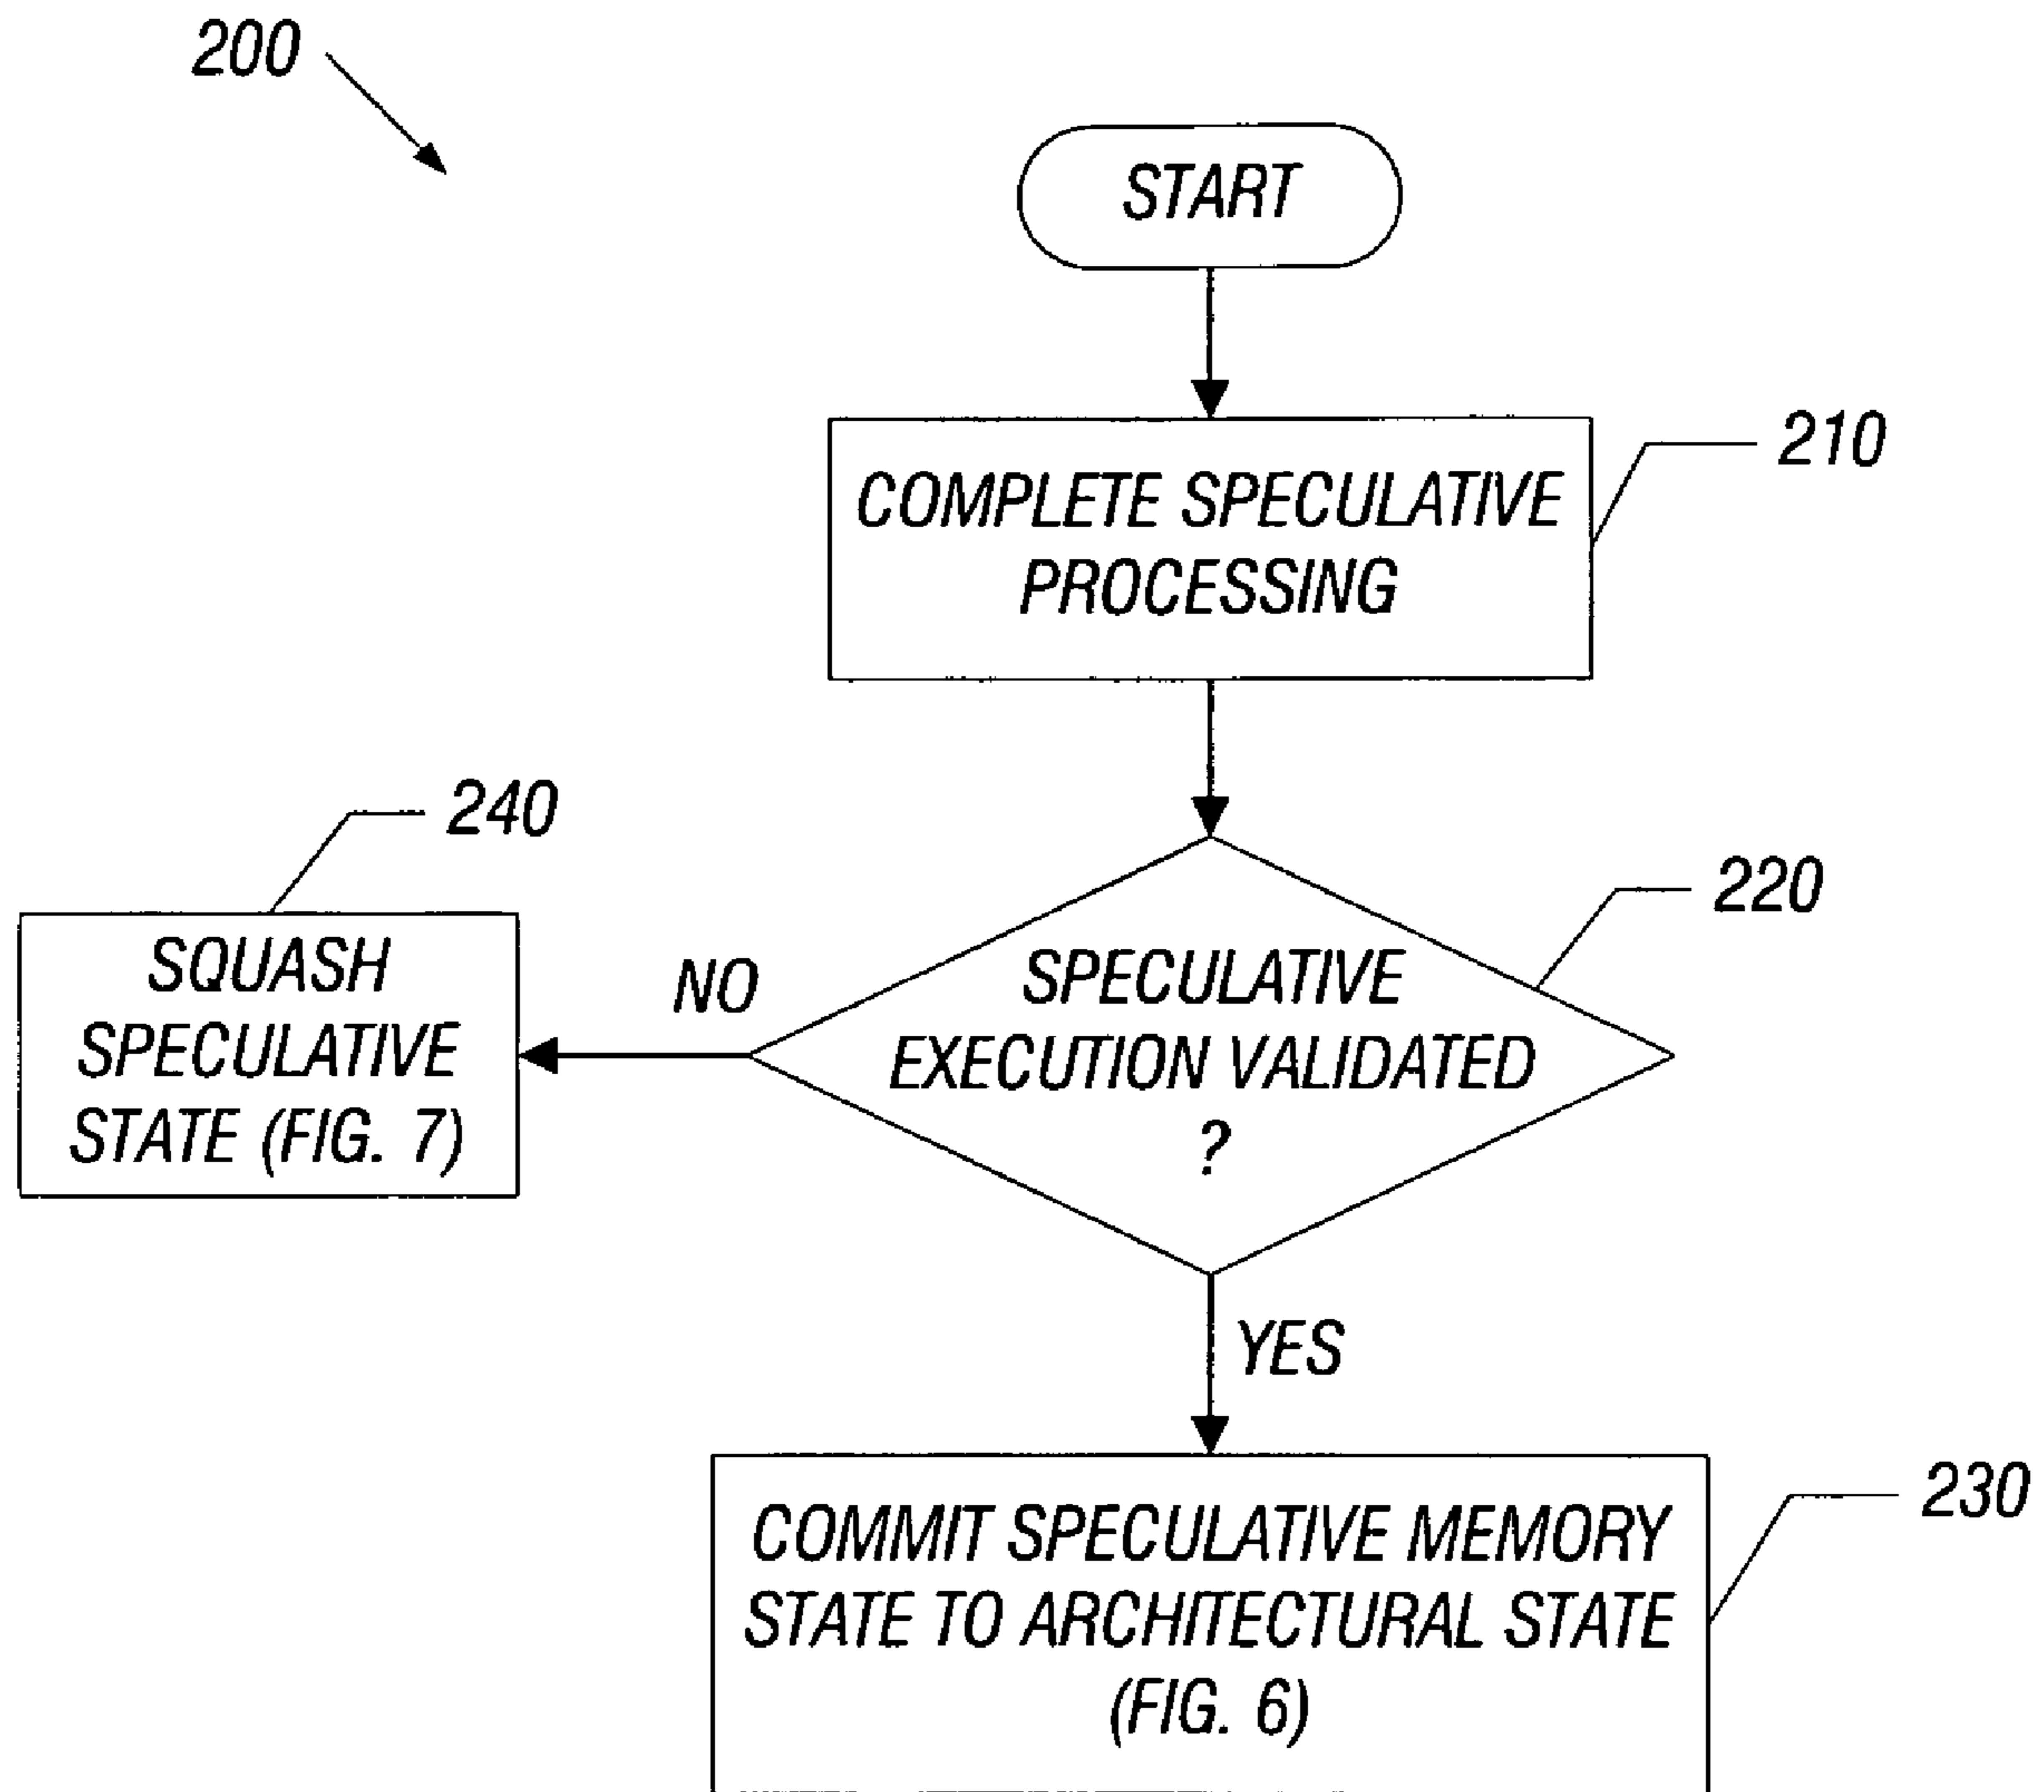 200
START
COMPLETE SPECULATIVE
PROCESSING
210
240
SQUASH
SPECULATIVE
STATE (FIG. 7)
NO
SPECULATIVE
EXECUTION VALIDATED
?
220
YES
COMMIT SPECULATIVE MEMORY
STATE TO ARCHITECTURAL STATE
(FIG. 6)
230